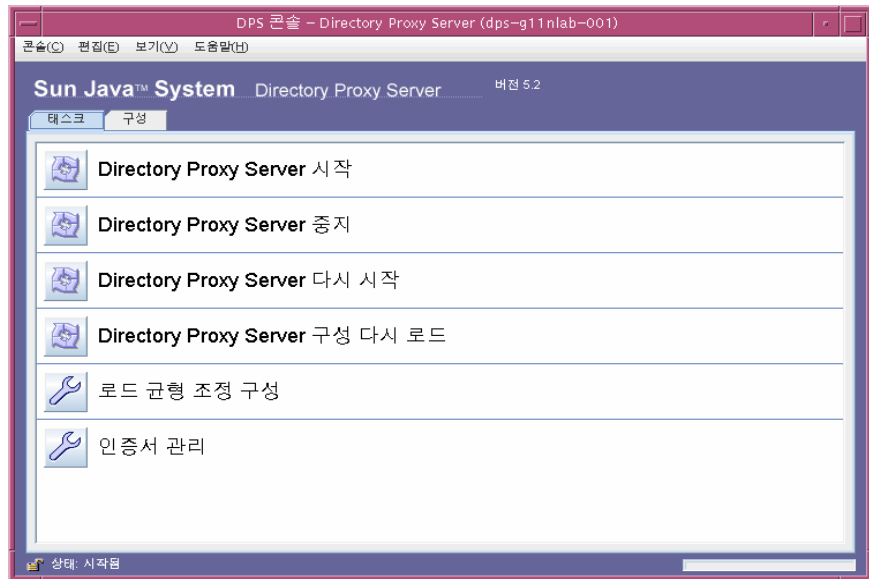 DPS 콘솔 – Directory Proxy Server (dps-g11nlab-001)
콘솔(C) 편집(E) 보기(V) 도움말(H)
Sun Java™ System Directory Proxy Server 버전 5.2
태스크 구성
Directory Proxy Server 시작
Directory Proxy Server 중지
Directory Proxy Server 다시 시작
Directory Proxy Server 구성 다시 로드
로드 균형 조정 구성
인증서 관리
상태: 시작됨